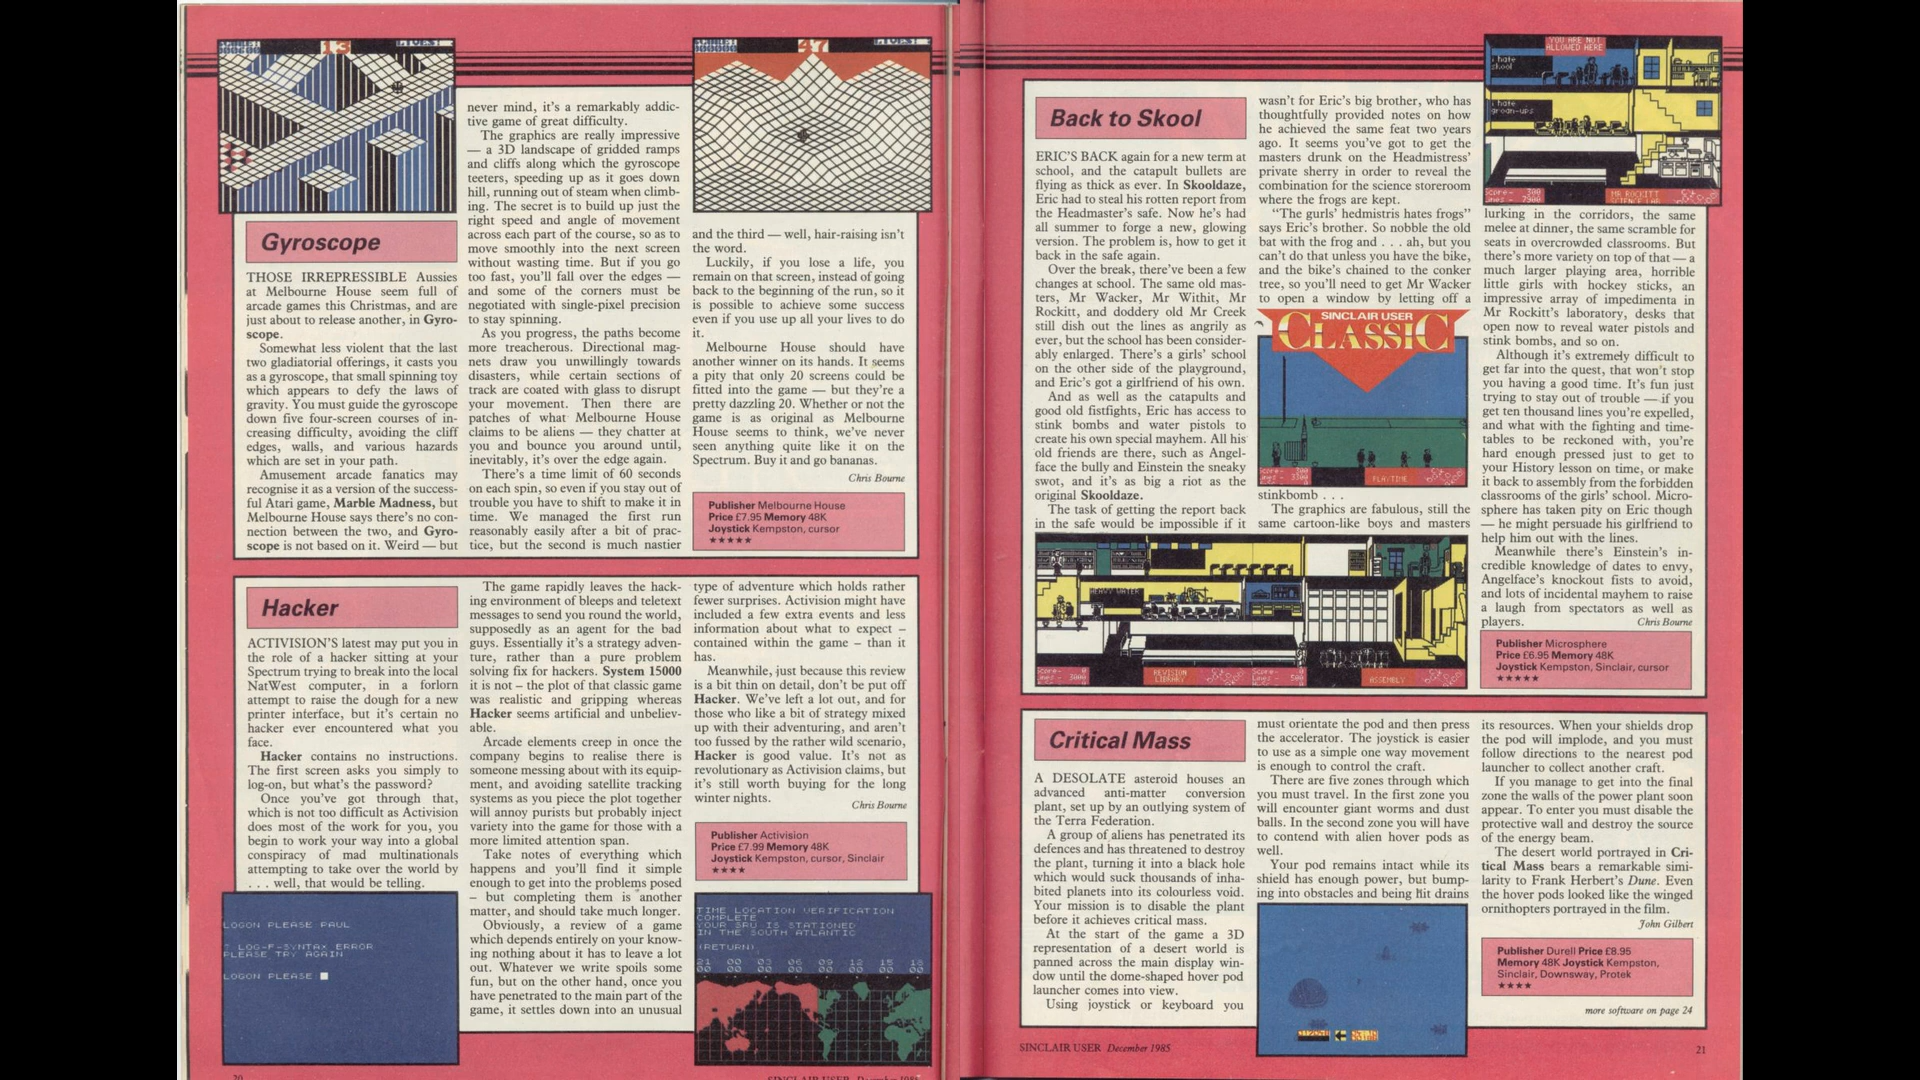 13
47
Gyroscope
THOSE IRREPRESSIBLE Aussies
at Melbourne House seem full of
arcade games this Christmas, and are
just about to release another, in Gyro-
scope.
Somewhat less violent that the last
two gladiatorial offerings, it casts you
as a gyroscope, that small spinning toy
which appears to defy the laws of
gravity. You must guide the gyroscope
down five four-screen courses of in-
creasing difficulty, avoiding the cliff
edges, walls, and various hazards
which are set in your path.
Amusement arcade fanatics may
recognise it as a version of the success-
ful Atari game, Marble Madness, but
Melbourne House says there's no con-
nection between the two, and Gyro-
scope is not based on it. Weird — but
never mind, it's a remarkably addic-
tive game of great difficulty.
The graphics are really impressive
— a 3D landscape of gridded ramps
and cliffs along which the gyroscope
teeters, speeding up as it goes down
hill, running out of steam when climb-
ing. The secret is to build up just the
right speed and angle of movement
across each part of the course, so as to
move smoothly into the next screen
without wasting time. But if you go
too fast, you'll fall over the edges —
and some of the corners must be
negotiated with single-pixel precision
to stay spinning.
As you progress, the paths become
more treacherous. Directional mag-
nets draw you unwillingly towards
disasters, while certain sections of
track are coated with glass to disrupt
your movement. Then there are
patches of what Melbourne House
claims to be aliens — they chatter at
you and bounce you around until,
inevitably, it's over the edge again.
There's a time limit of 60 seconds
on each spin, so even if you stay out of
trouble you have to shift to make it in
time. We managed the first run
reasonably easily after a bit of prac-
tice, but the second is much nastier
and the third — well, hair-raising isn't
the word.
Luckily, if you lose a life, you
remain on that screen, instead of going
back to the beginning of the run, so it
is possible to achieve some success
even if you use up all your lives to do
it.
Melbourne House should have
another winner on its hands. It seems
a pity that only 20 screens could be
fitted into the game — but they're a
pretty dazzling 20. Whether or not the
game is as original as Melbourne
House seems to think, we've never
seen anything quite like it on the
Spectrum. Buy it and go bananas.
Chris Bourne
Publisher Melbourne House
Price £7.95 Memory 48K
Joystick Kempston, cursor
★★★★★
Hacker
ACTIVISION'S latest may put you in
the role of a hacker sitting at your
Spectrum trying to break into the local
NatWest computer, in a forlorn
attempt to raise the dough for a new
printer interface, but it's certain no
hacker ever encountered what you
face.
Hacker contains no instructions.
The first screen asks you simply to
log-on, but what's the password?
Once you've got through that,
which is not too difficult as Activision
does most of the work for you, you
begin to work your way into a global
conspiracy of mad multinationals
attempting to take over the world by
. . . well, that would be telling.
LOGON PLEASE PAUL
LOG-F-SYNTAX ERROR
PLEASE TRY AGAIN
LOGON PLEASE
The game rapidly leaves the hack-
ing environment of bleeps and teletext
messages to send you round the world,
supposedly as an agent for the bad
guys. Essentially it's a strategy adven-
ture, rather than a pure problem
solving fix for hackers. System 15000
it is not – the plot of that classic game
was realistic and gripping whereas
Hacker seems artificial and unbeliev-
able.
Arcade elements creep in once the
company begins to realise there is
someone messing about with its equip-
ment, and avoiding satellite tracking
systems as you piece the plot together
will annoy purists but probably inject
variety into the game for those with a
more limited attention span.
Take notes of everything which
happens and you'll find it simple
enough to get into the problems posed
– but completing them is another
matter, and should take much longer.
Obviously, a review of a game
which depends entirely on your know-
ing nothing about it has to leave a lot
out. Whatever we write spoils some
fun, but on the other hand, once you
have penetrated to the main part of the
game, it settles down into an unusual
type of adventure which holds rather
fewer surprises. Activision might have
included a few extra events and less
information about what to expect –
contained within the game – than it
has.
Meanwhile, just because this review
is a bit thin on detail, don't be put off
Hacker. We've left a lot out, and for
those who like a bit of strategy mixed
up with their adventuring, and aren't
too fussed by the rather wild scenario,
Hacker is good value. It's not as
revolutionary as Activision claims, but
it's still worth buying for the long
winter nights.
Chris Bourne
Publisher Activision
Price £7.99 Memory 48K
Joystick Kempston, cursor, Sinclair
★★★★
TIME LOCATION VERIFICATION
COMPLETE
YOUR SRU IS STATIONED
IN THE SOUTH ATLANTIC
(RETURN)
21 00 03 06 09 12 15 18
00 00 00 00 00 00 00 00
Back to Skool
ERIC'S BACK again for a new term at
school, and the catapult bullets are
flying as thick as ever. In Skooldaze,
Eric had to steal his rotten report from
the Headmaster's safe. Now he's had
all summer to forge a new, glowing
version. The problem is, how to get it
back in the safe again.
Over the break, there've been a few
changes at school. The same old mas-
ters, Mr Wacker, Mr Withit, Mr
Rockitt, and doddery old Mr Creek
still dish out the lines as angrily as
ever, but the school has been consider-
ably enlarged. There's a girls' school
on the other side of the playground,
and Eric's got a girlfriend of his own.
And as well as the catapults and
good old fistfights, Eric has access to
stink bombs and water pistols to
create his own special mayhem. All his
old friends are there, such as Angel-
face the bully and Einstein the sneaky
swot, and it's as big a riot as the
original Skooldaze.
The task of getting the report back
in the safe would be impossible if it
wasn't for Eric's big brother, who has
thoughtfully provided notes on how
he achieved the same feat two years
ago. It seems you've got to get the
masters drunk on the Headmistress'
private sherry in order to reveal the
combination for the science storeroom
where the frogs are kept.
"The gurls' hedmistris hates frogs"
says Eric's brother. So nobble the old
bat with the frog and . . . ah, but you
can't do that unless you have the bike,
and the bike's chained to the conker
tree, so you'll need to get Mr Wacker
to open a window by letting off a
SINCLAIR USER
CLASSIC
PLAYTIME
stinkbomb . . .
The graphics are fabulous, still the
same cartoon-like boys and masters
HEAVY WATER
REVISION
LIBRARY
ASSEMBLY
YOU ARE NOT
ALLOWED HERE
i hate
skool
i hate
groan-ups
MR ROCKITT
SCIENCE LAB
lurking in the corridors, the same
melee at dinner, the same scramble for
seats in overcrowded classrooms. But
there's more variety on top of that — a
much larger playing area, horrible
little girls with hockey sticks, an
impressive array of impedimenta in
Mr Rockitt's laboratory, desks that
open now to reveal water pistols and
stink bombs, and so on.
Although it's extremely difficult to
get far into the quest, that won't stop
you having a good time. It's fun just
trying to stay out of trouble — if you
get ten thousand lines you're expelled,
and what with the fighting and time-
tables to be reckoned with, you're
hard enough pressed just to get to
your History lesson on time, or make
it back to assembly from the forbidden
classrooms of the girls' school. Micro-
sphere has taken pity on Eric though
— he might persuade his girlfriend to
help him out with the lines.
Meanwhile there's Einstein's in-
credible knowledge of dates to envy,
Angelface's knockout fists to avoid,
and lots of incidental mayhem to raise
a laugh from spectators as well as
players.
Chris Bourne
Publisher Microsphere
Price £6.95 Memory 48K
Joystick Kempston, Sinclair, cursor
★★★★★
Critical Mass
A DESOLATE asteroid houses an
advanced anti-matter conversion
plant, set up by an outlying system of
the Terra Federation.
A group of aliens has penetrated its
defences and has threatened to destroy
the plant, turning it into a black hole
which would suck thousands of inha-
bited planets into its colourless void.
Your mission is to disable the plant
before it achieves critical mass.
At the start of the game a 3D
representation of a desert world is
panned across the main display win-
dow until the dome-shaped hover pod
launcher comes into view.
Using joystick or keyboard you
must orientate the pod and then press
the accelerator. The joystick is easier
to use as a simple one way movement
is enough to control the craft.
There are five zones through which
you must travel. In the first zone you
will encounter giant worms and dust
balls. In the second zone you will have
to contend with alien hover pods as
well.
Your pod remains intact while its
shield has enough power, but bump-
ing into obstacles and being hit drains
its resources. When your shields drop
the pod will implode, and you must
follow directions to the nearest pod
launcher to collect another craft.
If you manage to get into the final
zone the walls of the power plant soon
appear. To enter you must disable the
protective wall and destroy the source
of the energy beam.
The desert world portrayed in Cri-
tical Mass bears a remarkable simi-
larity to Frank Herbert's Dune. Even
the hover pods looked like the winged
ornithopters portrayed in the film.
John Gilbert
Publisher Durell Price £8.95
Memory 48K Joystick Kempston,
Sinclair, Downsway, Protek
★★★★
more software on page 24
20
SINCLAIR USER December 1985
SINCLAIR USER December 1985
21